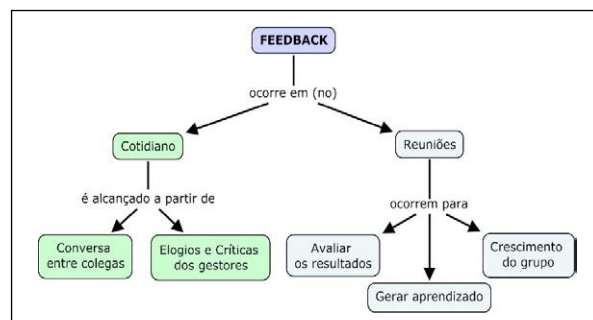 FEEDBACK
ocorre em (no)
Cotidiano
Reuniões
é alcançado a partir de
ocorrem para
Conversa
entre colegas
Elogios e Críticas
dos gestores
Avaliar
os resultados
Gerar aprendizado
Crescimento
do grupo